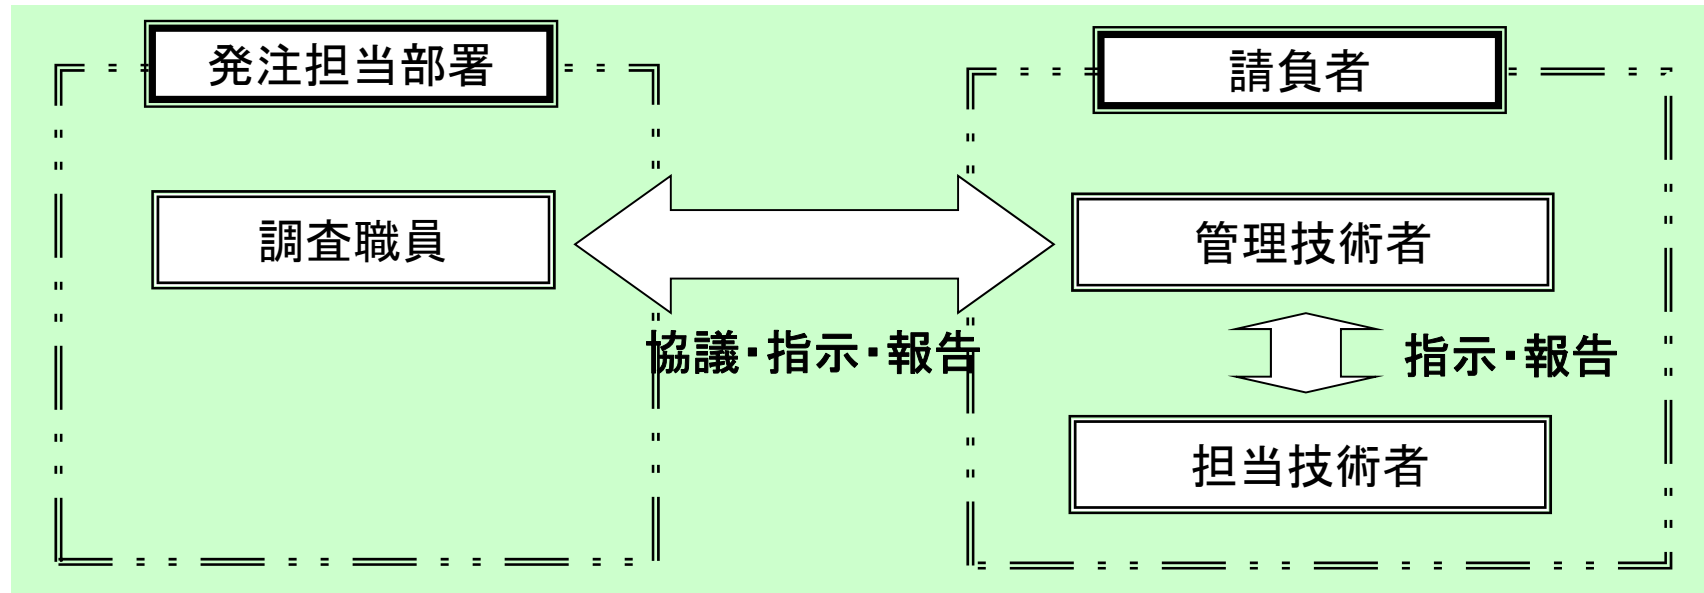 発注担当部署
請負者
調査職員
管理技術者
協議・指示・報告
指示・報告
担当技術者